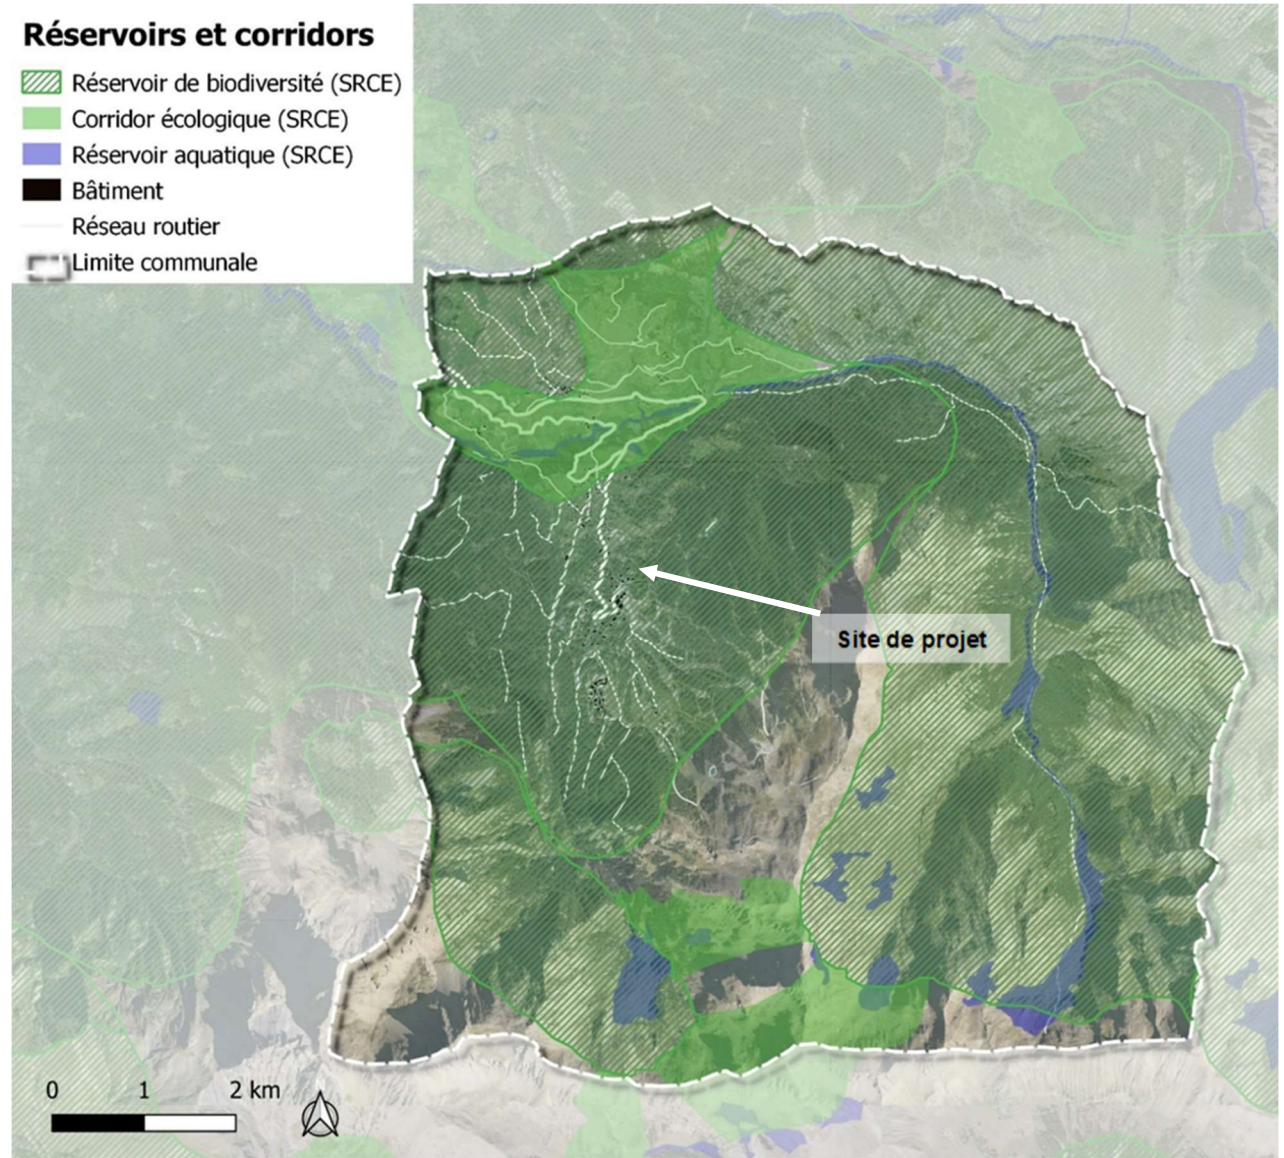 Réservoirs et corridors
Réservoir de biodiversité (SRCE)
Corridor écologique (SRCE)
Réservoir aquatique (SRCE)
Bâtiment
Réseau routier
Limite communale
Site de projet
0 1 2 km